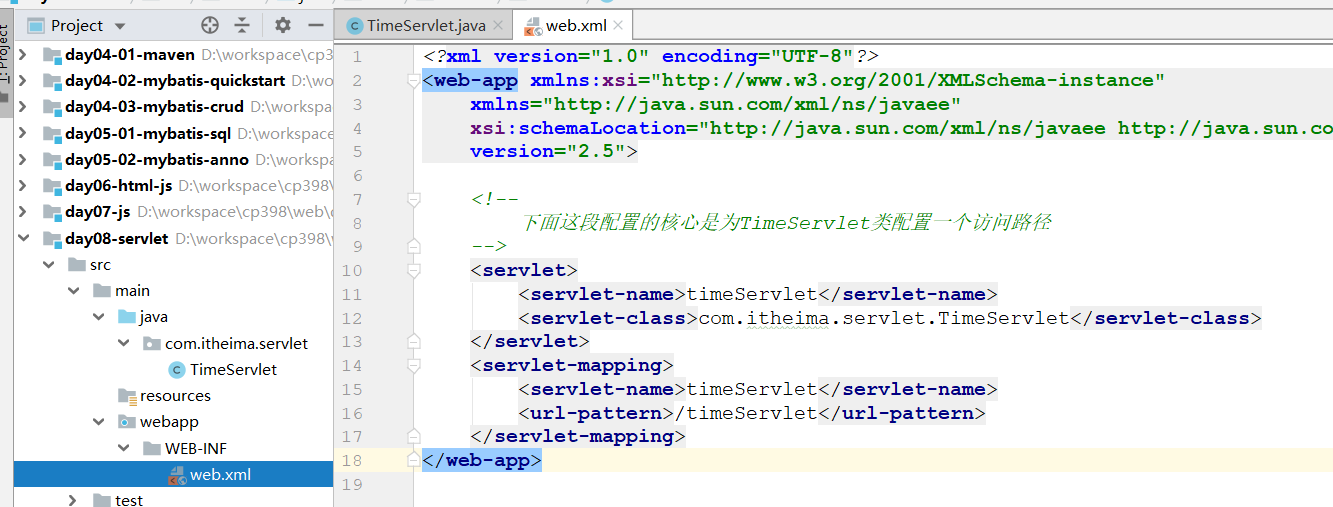 Project
TimeServlet.java
web.xml
1: Project
day04-01-maven D:\workspace\cp398\w
day04-02-mybatis-quickstart D:\works
day04-03-mybatis-crud D:\workspace
day05-01-mybatis-sql D:\workspace\
day05-02-mybatis-anno D:\workspa
day06-html-js D:\workspace\cp398\w
day07-js D:\workspace\cp398\web\
day08-servlet D:\workspace\cp398\
src
main
java
com.itheima.servlet
TimeServlet
resources
webapp
WEB-INF
web.xml
test
1 <?xml version="1.0" encoding="UTF-8"?>
2 <web-app xmlns:xsi="http://www.w3.org/2001/XMLSchema-instance"
3 xmlns="http://java.sun.com/xml/ns/javaee"
4 xsi:schemaLocation="http://java.sun.com/xml/ns/javaee http://java.sun.co
5 version="2.5">
6
7 <!--
8 下面这段配置的核心是为TimeServlet类配置一个访问路径
9 -->
10 <servlet>
11 <servlet-name>timeServlet</servlet-name>
12 <servlet-class>com.itheima.servlet.TimeServlet</servlet-class>
13 </servlet>
14 <servlet-mapping>
15 <servlet-name>timeServlet</servlet-name>
16 <url-pattern>/timeServlet</url-pattern>
17 </servlet-mapping>
18 </web-app>
19